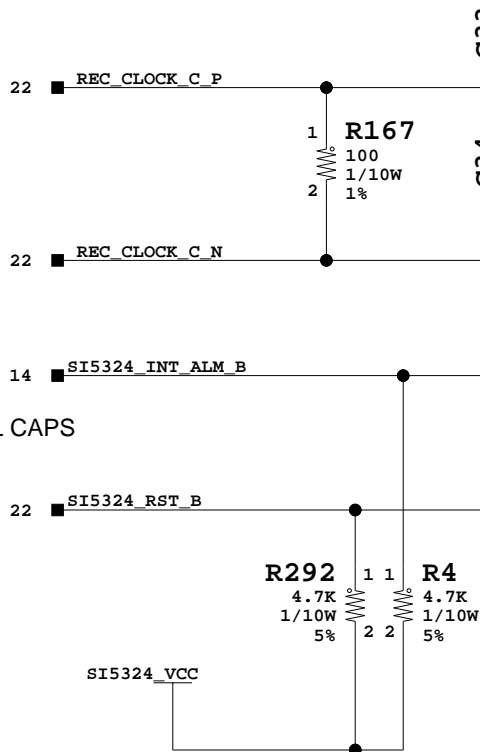 22 REC_CLOCK_C_P
1 R167
100
1/10W
2 1%
22 REC_CLOCK_C_N
14 SI5324_INT_ALM_B
CAPS
22 SI5324_RST_B
R292 1 1 R4
4.7K 4.7K
1/10W 1/10W
5% 2 2 5%
SI5324_VCC